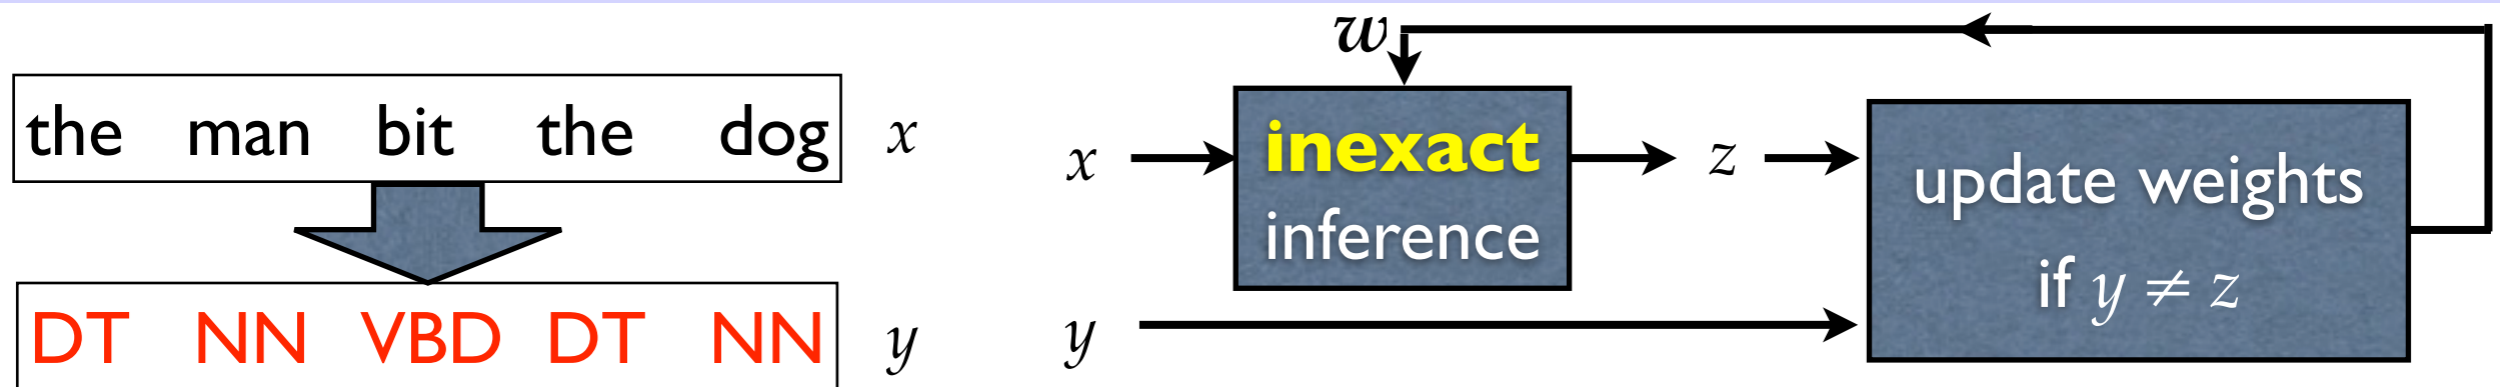 the man bit the dog x
DT NN VBD DT NN y
w
x
inexact
inference
z
update weights
if y ≠ z
y